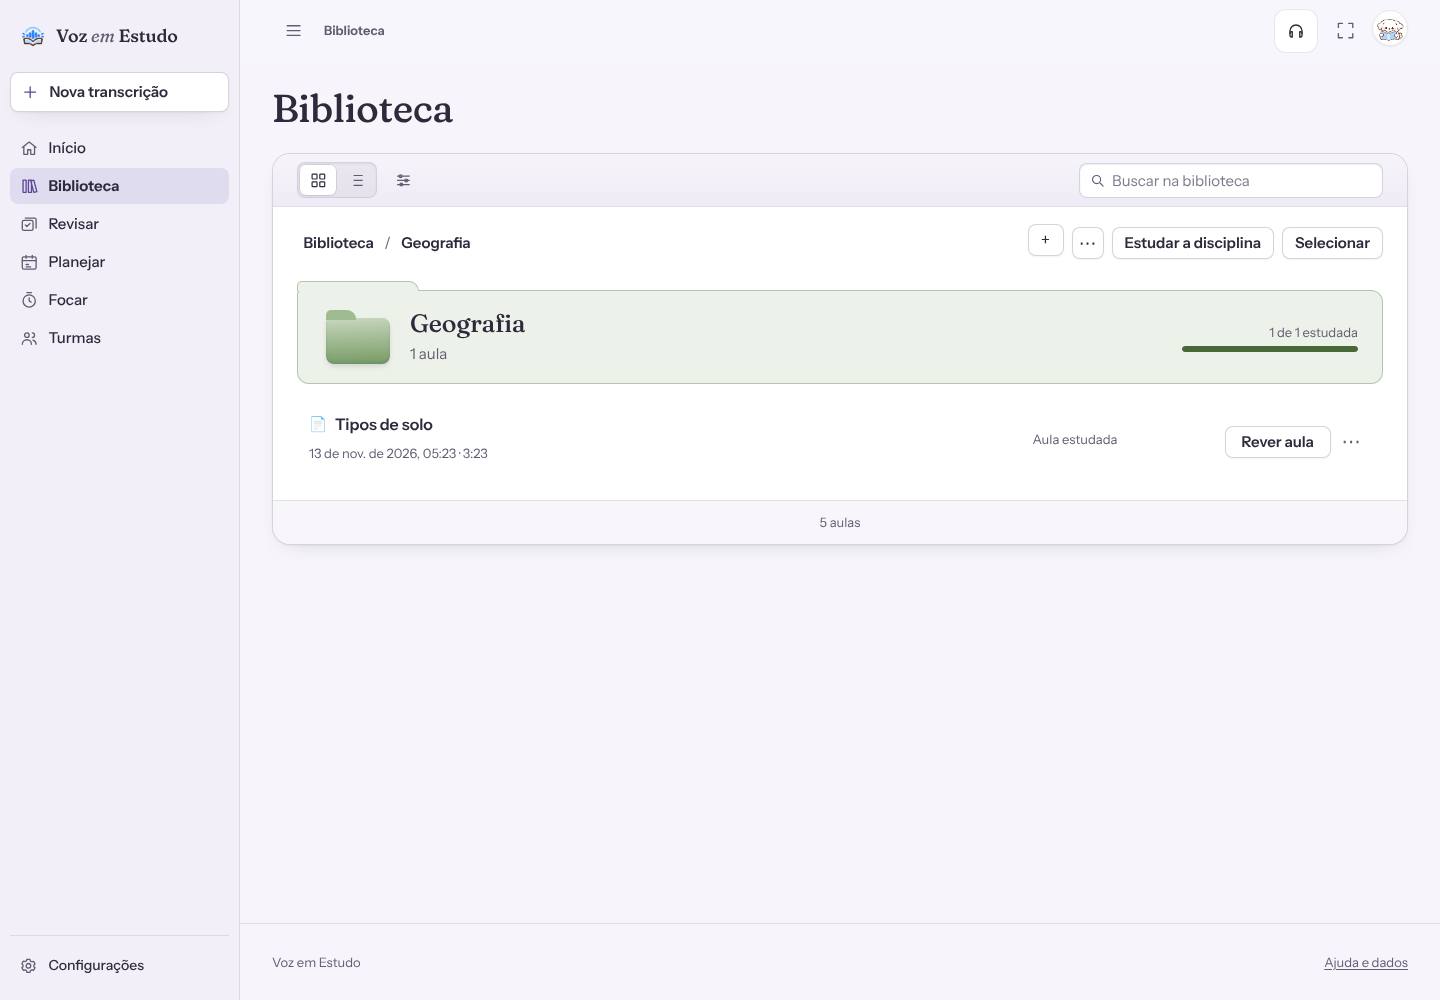 Voz em Estudo
Nova transcrição
Início
Biblioteca
Revisar
Planejar
Focar
Turmas
Configurações
Biblioteca
Biblioteca
Buscar na biblioteca
Biblioteca / Geografia
+
···
Estudar a disciplina
Selecionar
Geografia
1 aula
1 de 1 estudada
Tipos de solo
13 de nov. de 2026, 05:23 · 3:23
Aula estudada
Rever aula
···
5 aulas
Voz em Estudo
Ajuda e dados